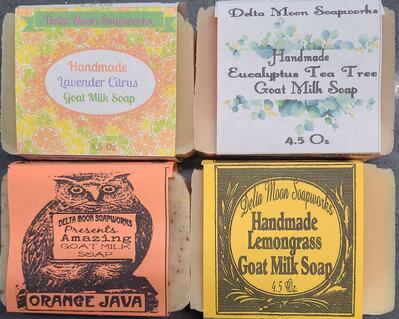 Delta Moon Soapworks
Handmade
Lavender Citrus
Goat Milk Soap
4.5 Oz
Delta Moon Soapworks
Handmade
Eucalyptus Tea Tree
Goat Milk Soap
4.5 Oz
DELTA MOON SOAPWORKS
Presents
Amazing
GOAT MILK
SOAP
ORANGE JAVA
Delta Moon Soapworks
Handmade
Lemongrass
Goat Milk Soap
4.5 Oz.